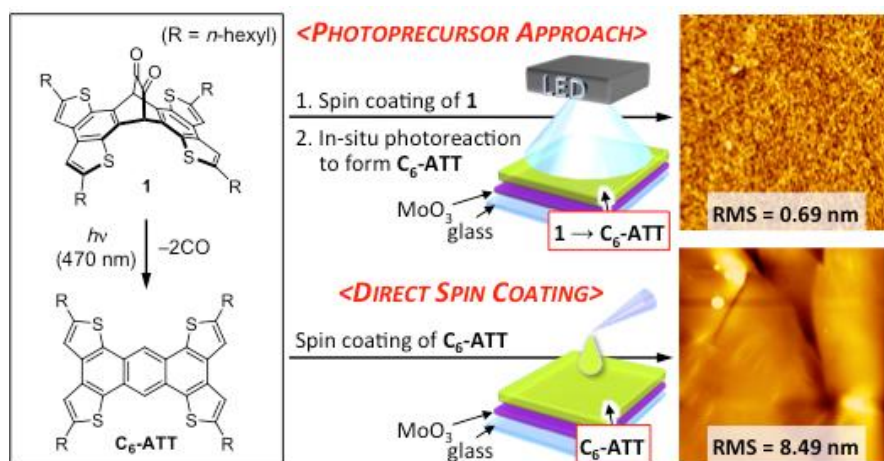 (R = n-hexyl)
R
O
O
R
S
S
S
S
R
R
1
hν
(470 nm)
–2CO
R
R
S
S
S
S
R
R
C₆-ATT
<PHOTOPRECURSOR APPROACH>
1. Spin coating of 1
2. In-situ photoreaction
to form C₆-ATT
LED
MoO₃
glass
1 → C₆-ATT
RMS = 0.69 nm
<DIRECT SPIN COATING>
Spin coating of C₆-ATT
MoO₃
glass
C₆-ATT
RMS = 8.49 nm